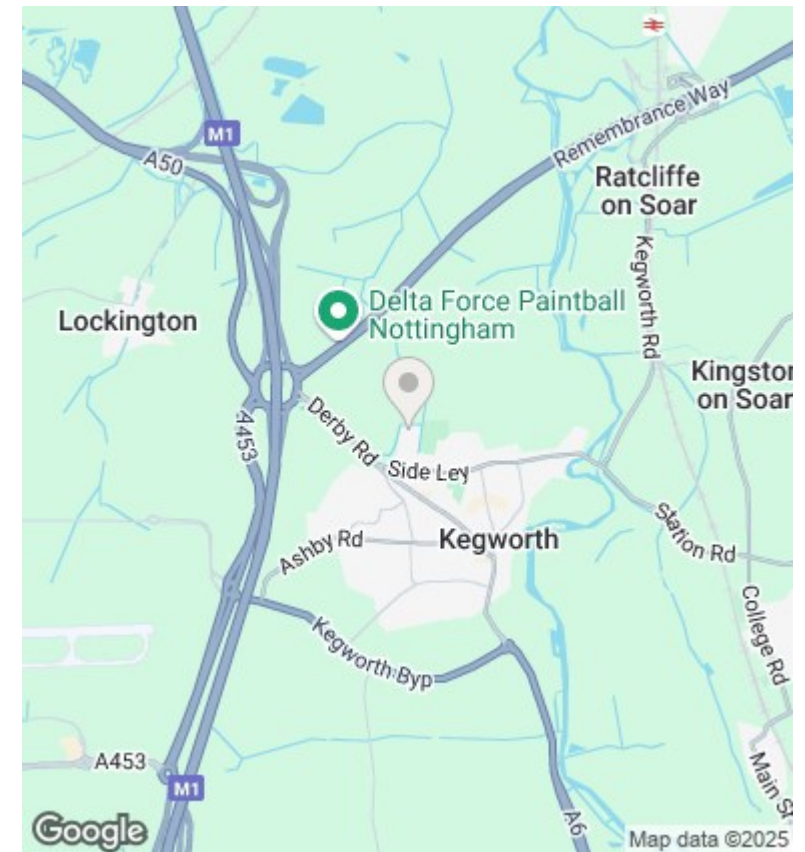 M1
A50
Remembrance Way
Ratcliffe
on Soar
Kegworth Rd
Lockington
Delta Force Paintball
Nottingham
Kingston
on Soar
A453
Derby Rd
Side Ley
Ashby Rd
Kegworth
Station Rd
College Rd
Kegworth Byp
A453
M1
A6
Main St
Google
Map data ©2025